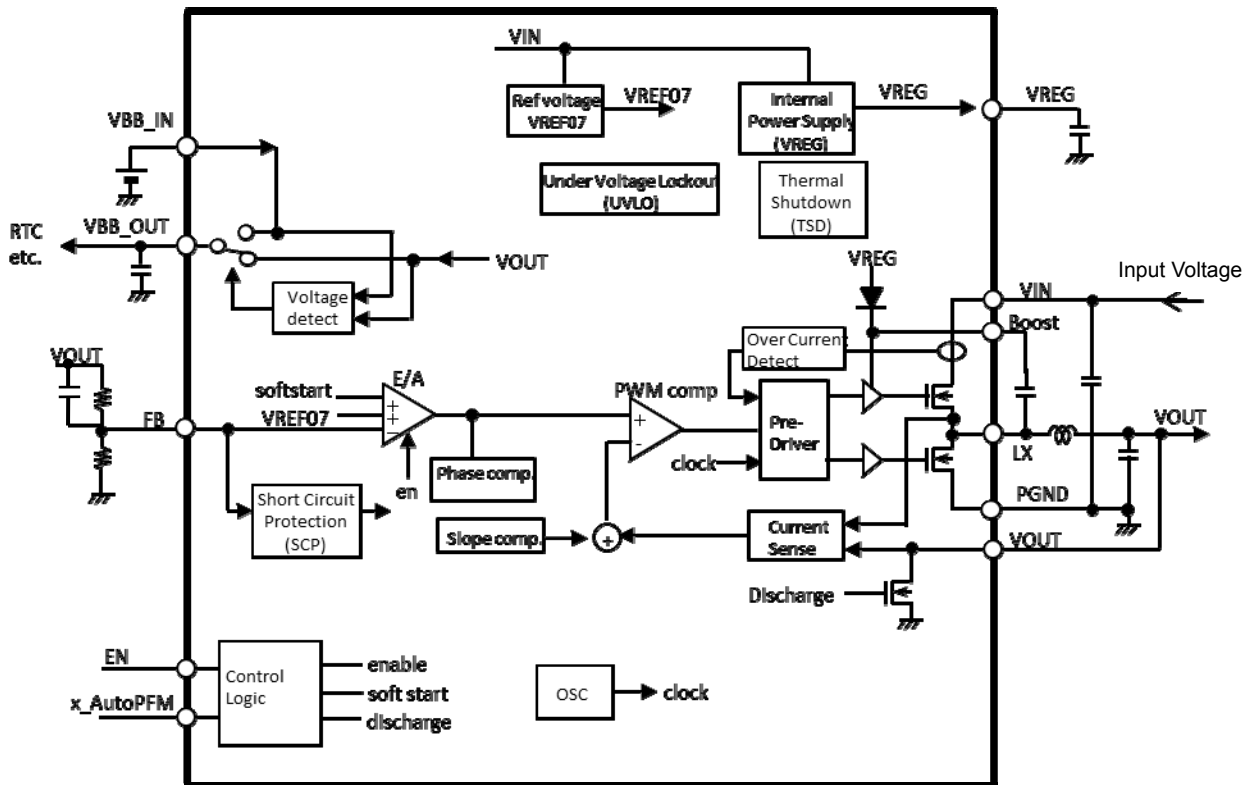 VIN
Ref voltage
VREF07
VREF07
Internal
Power Supply
(VREG)
VREG
VREG
VBB_IN
Under Voltage Lockout
(UVLO)
Thermal
Shutdown
(TSD)
RTC
etc.
VBB_OUT
VOUT
Voltage
detect
VREG
Input Voltage
VIN
Boost
Over Current
Detect
VOUT
softstart
E/A
PWM comp
FB
VREF07
+
+
-
+
-
Pre-
Driver
VOUT
LX
clock
en
Phase comp.
Short Circuit
Protection
(SCP)
PGND
Slope comp.
+
Current
Sense
VOUT
Discharge
EN
x_AutoPFM
Control
Logic
enable
soft start
discharge
OSC
clock